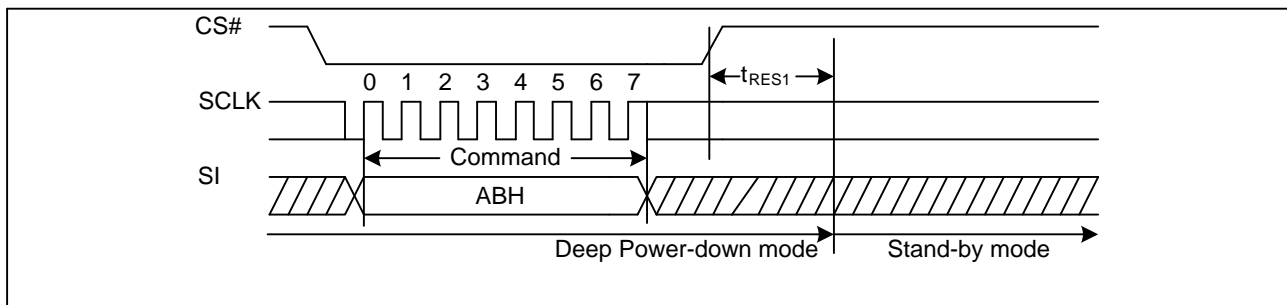 CS#
tRES1
0 1 2 3 4 5 6 7
SCLK
Command
SI
ABH
Deep Power-down mode Stand-by mode